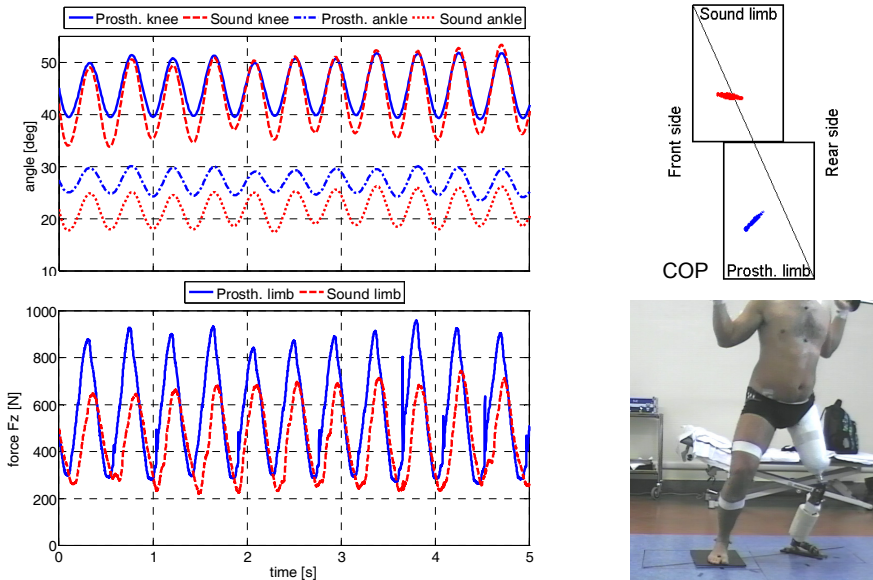 Prosth. knee Sound knee Prosth. ankle Sound ankle
50
40
30
20
10
angle [deg]
Prosth. limb Sound limb
1000
800
600
400
200
0
force Fz [N]
0 1 2 3 4 5
time [s]
Sound limb
Front side
Rear side
COP
Prosth. limb